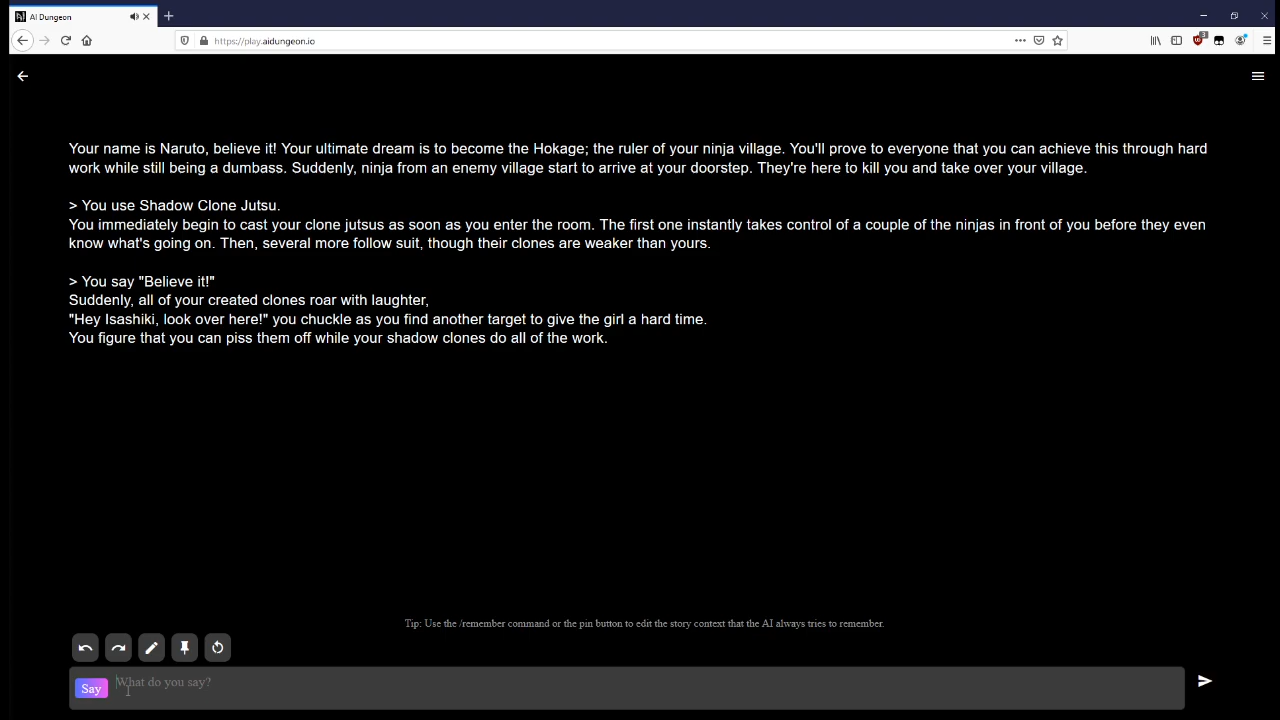 AI Dungeon
https://play.aidungeon.io
3
Your name is Naruto, believe it! Your ultimate dream is to become the Hokage; the ruler of your ninja village. You'll prove to everyone that you can achieve this through hard
work while still being a dumbass. Suddenly, ninja from an enemy village start to arrive at your doorstep. They're here to kill you and take over your village.
> You use Shadow Clone Jutsu.
You immediately begin to cast your clone jutsus as soon as you enter the room. The first one instantly takes control of a couple of the ninjas in front of you before they even
know what's going on. Then, several more follow suit, though their clones are weaker than yours.
> You say "Believe it!"
Suddenly, all of your created clones roar with laughter,
"Hey Isashiki, look over here!" you chuckle as you find another target to give the girl a hard time.
You figure that you can piss them off while your shadow clones do all of the work.
Tip: Use the /remember command or the pin button to edit the story context that the AI always tries to remember.
Say What do you say?